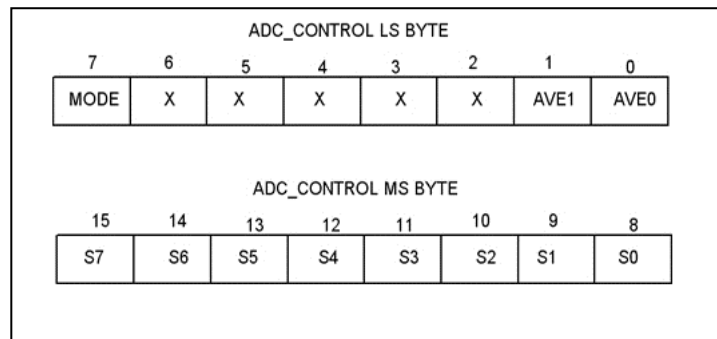 ADC_CONTROL LS BYTE
7 6 5 4 3 2 1 0
MODE X X X X X AVE1 AVE0
ADC_CONTROL MS BYTE
15 14 13 12 11 10 9 8
S7 S6 S5 S4 S3 S2 S1 S0